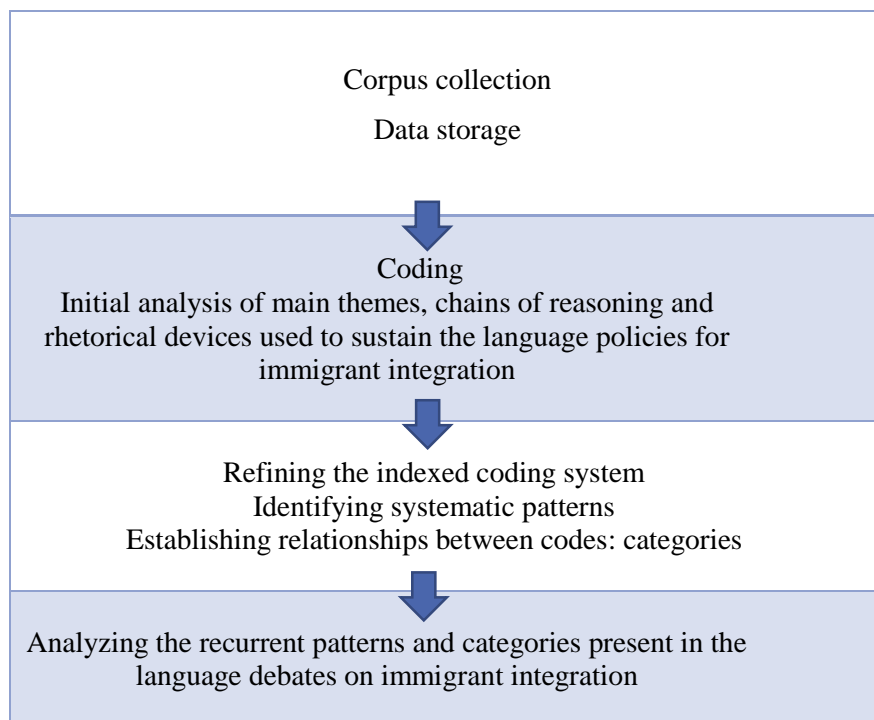 Corpus collection
Data storage
Coding
Initial analysis of main themes, chains of reasoning and
rhetorical devices used to sustain the language policies for
immigrant integration
Refining the indexed coding system
Identifying systematic patterns
Establishing relationships between codes: categories
Analyzing the recurrent patterns and categories present in the
language debates on immigrant integration